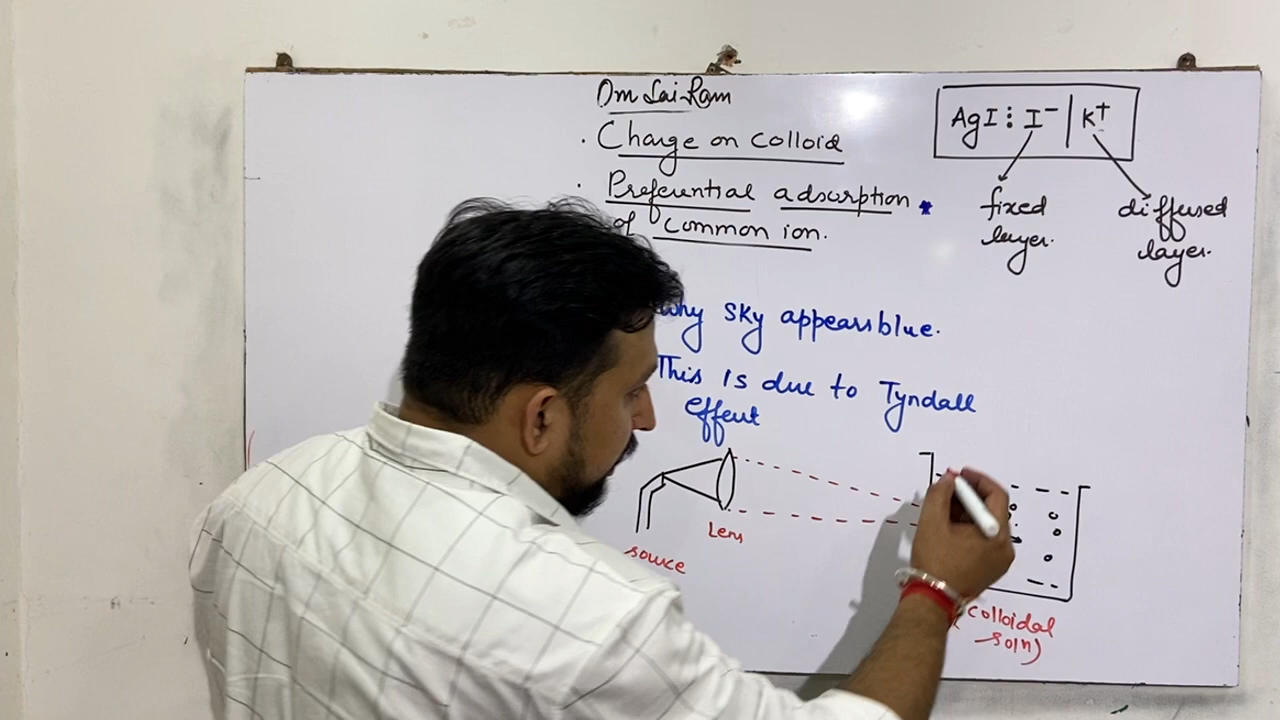 Om Sai Ram
· Charge on Colloid
· Preferential adsorption
of Common ion.
AgI⋮I⁻|K⁺
fixed layer.
diffused layer.
why sky appears blue.
This is due to Tyndall
effect
Lens
source
(colloidal
soln)